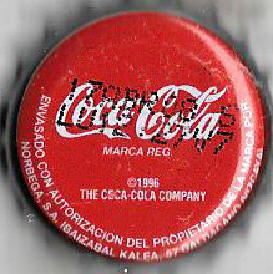 Coca-Cola
MARCA REG.
©1996
THE COCA-COLA COMPANY
ENVASADO CON AUTORIZACION DEL PROPIETARIO DE LA MARCA POR
NORBEGA, S.A. IBAIZABAL KALEA, 57